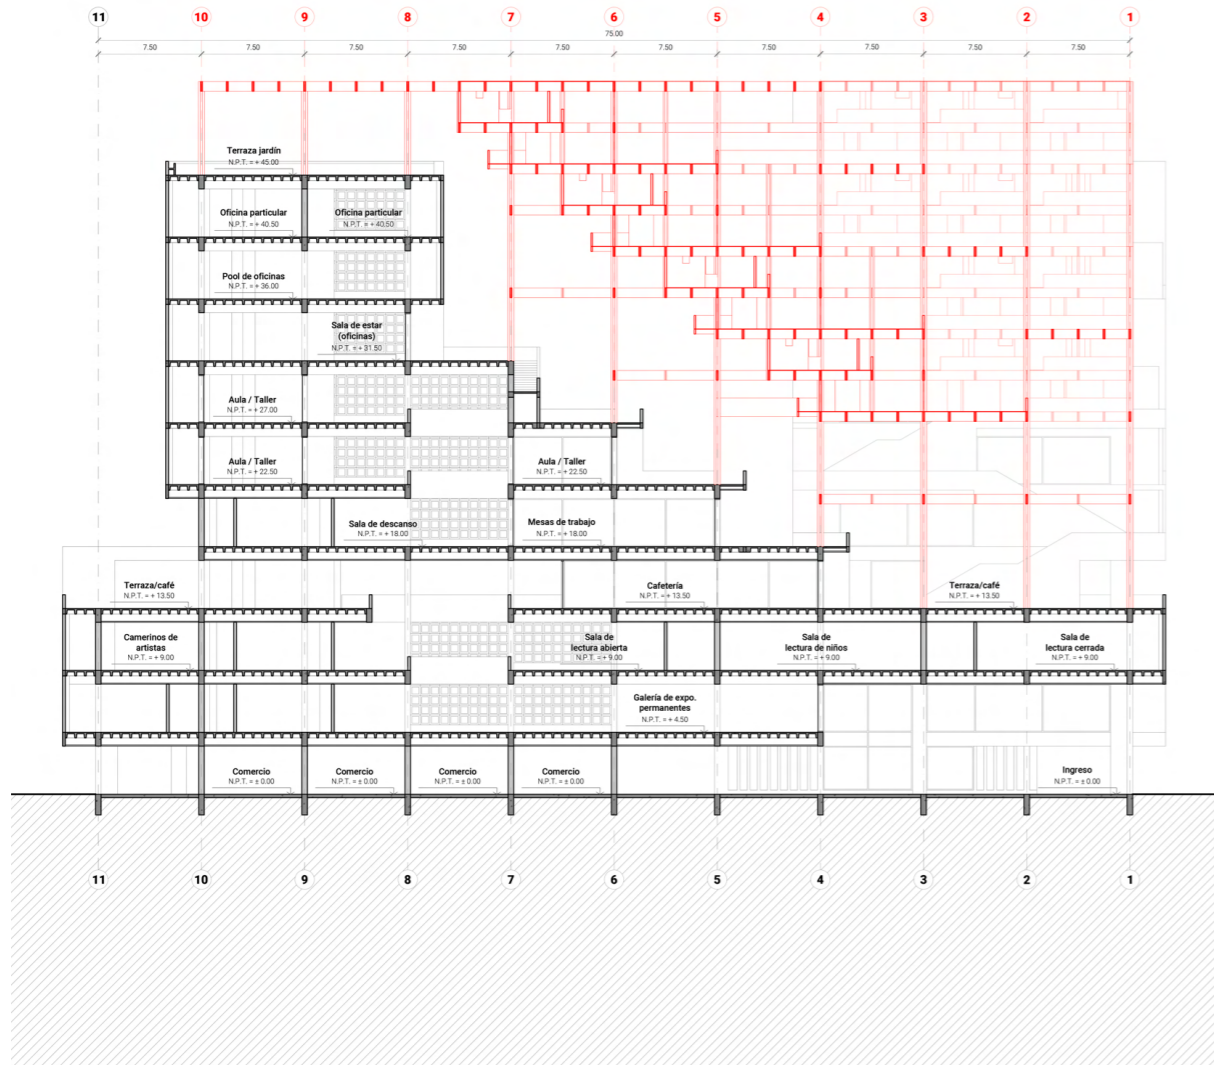 11 10 9 8 7 6 5 4 3 2 1
75.00
7.50 7.50 7.50 7.50 7.50 7.50 7.50 7.50 7.50 7.50
Terraza jardín
N.P.T. = + 45.00
Oficina particular
N.P.T. = + 40.50
Oficina particular
N.P.T. = + 40.50
Pool de oficinas
N.P.T. = + 36.00
Sala de estar
(oficinas)
N.P.T. = + 31.50
Aula / Taller
N.P.T. = + 27.00
Aula / Taller
N.P.T. = + 22.50
Aula / Taller
N.P.T. = + 22.50
Sala de descanso
N.P.T. = + 18.00
Mesas de trabajo
N.P.T. = + 18.00
Terraza/café
N.P.T. = + 13.50
Cafetería
N.P.T. = + 13.50
Terraza/café
N.P.T. = + 13.50
Camerinos de
artistas
N.P.T. = + 9.00
Sala de
lectura abierta
N.P.T. = + 9.00
Sala de
lectura de niños
N.P.T. = + 9.00
Sala de
lectura cerrada
N.P.T. = + 9.00
Galería de expo.
permanentes
N.P.T. = + 4.50
Comercio
N.P.T. = ± 0.00
Comercio
N.P.T. = ± 0.00
Comercio
N.P.T. = ± 0.00
Comercio
N.P.T. = ± 0.00
Ingreso
N.P.T. = ± 0.00
11 10 9 8 7 6 5 4 3 2 1